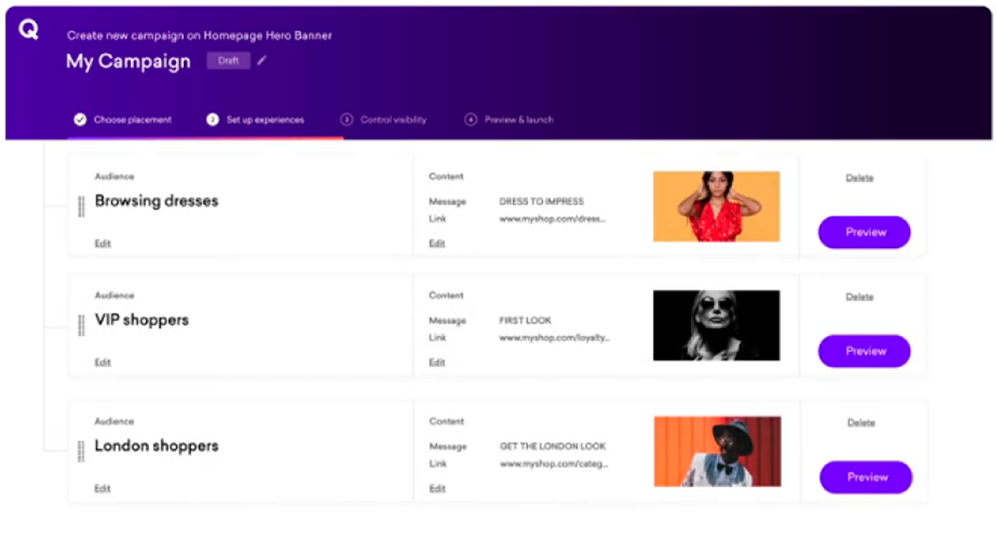 Q
Create new campaign on Homepage Hero Banner
My Campaign Draft
Choose placement 2 Set up experiences 3 Control visibility 4 Preview & launch
Audience
Browsing dresses
Edit
Content
Message DRESS TO IMPRESS
Link www.myshop.com/dress...
Edit
Delete
Preview
Audience
VIP shoppers
Edit
Content
Message FIRST LOOK
Link www.myshop.com/loyalty...
Edit
Delete
Preview
Audience
London shoppers
Edit
Content
Message GET THE LONDON LOOK
Link www.myshop.com/categ...
Edit
Delete
Preview